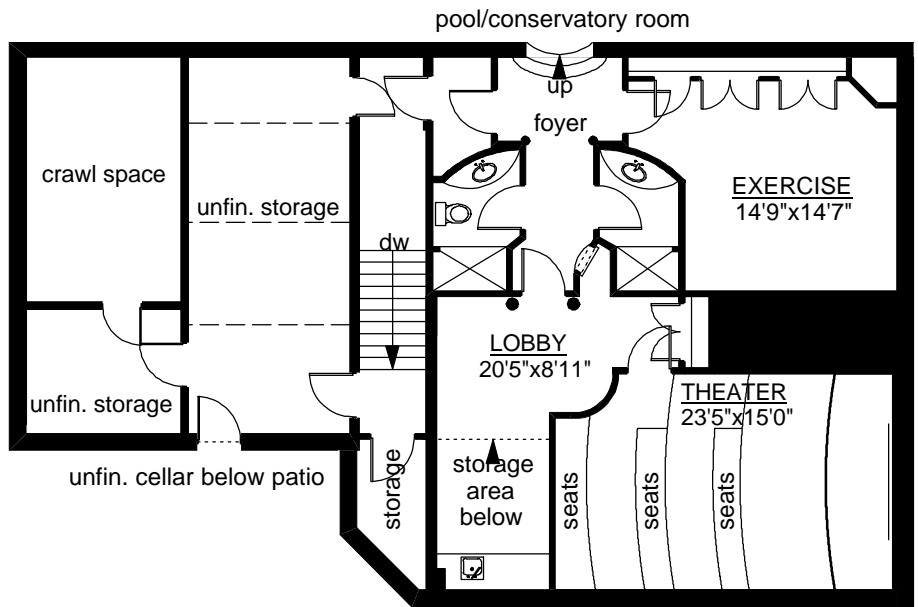 pool/conservatory room
up
foyer
crawl space
EXERCISE
14'9"x14'7"
unfin. storage
dw
LOBBY
20'5"x8'11"
THEATER
23'5"x15'0"
unfin. storage
unfin. cellar below patio
storage
storage
area
below
seats
seats
seats